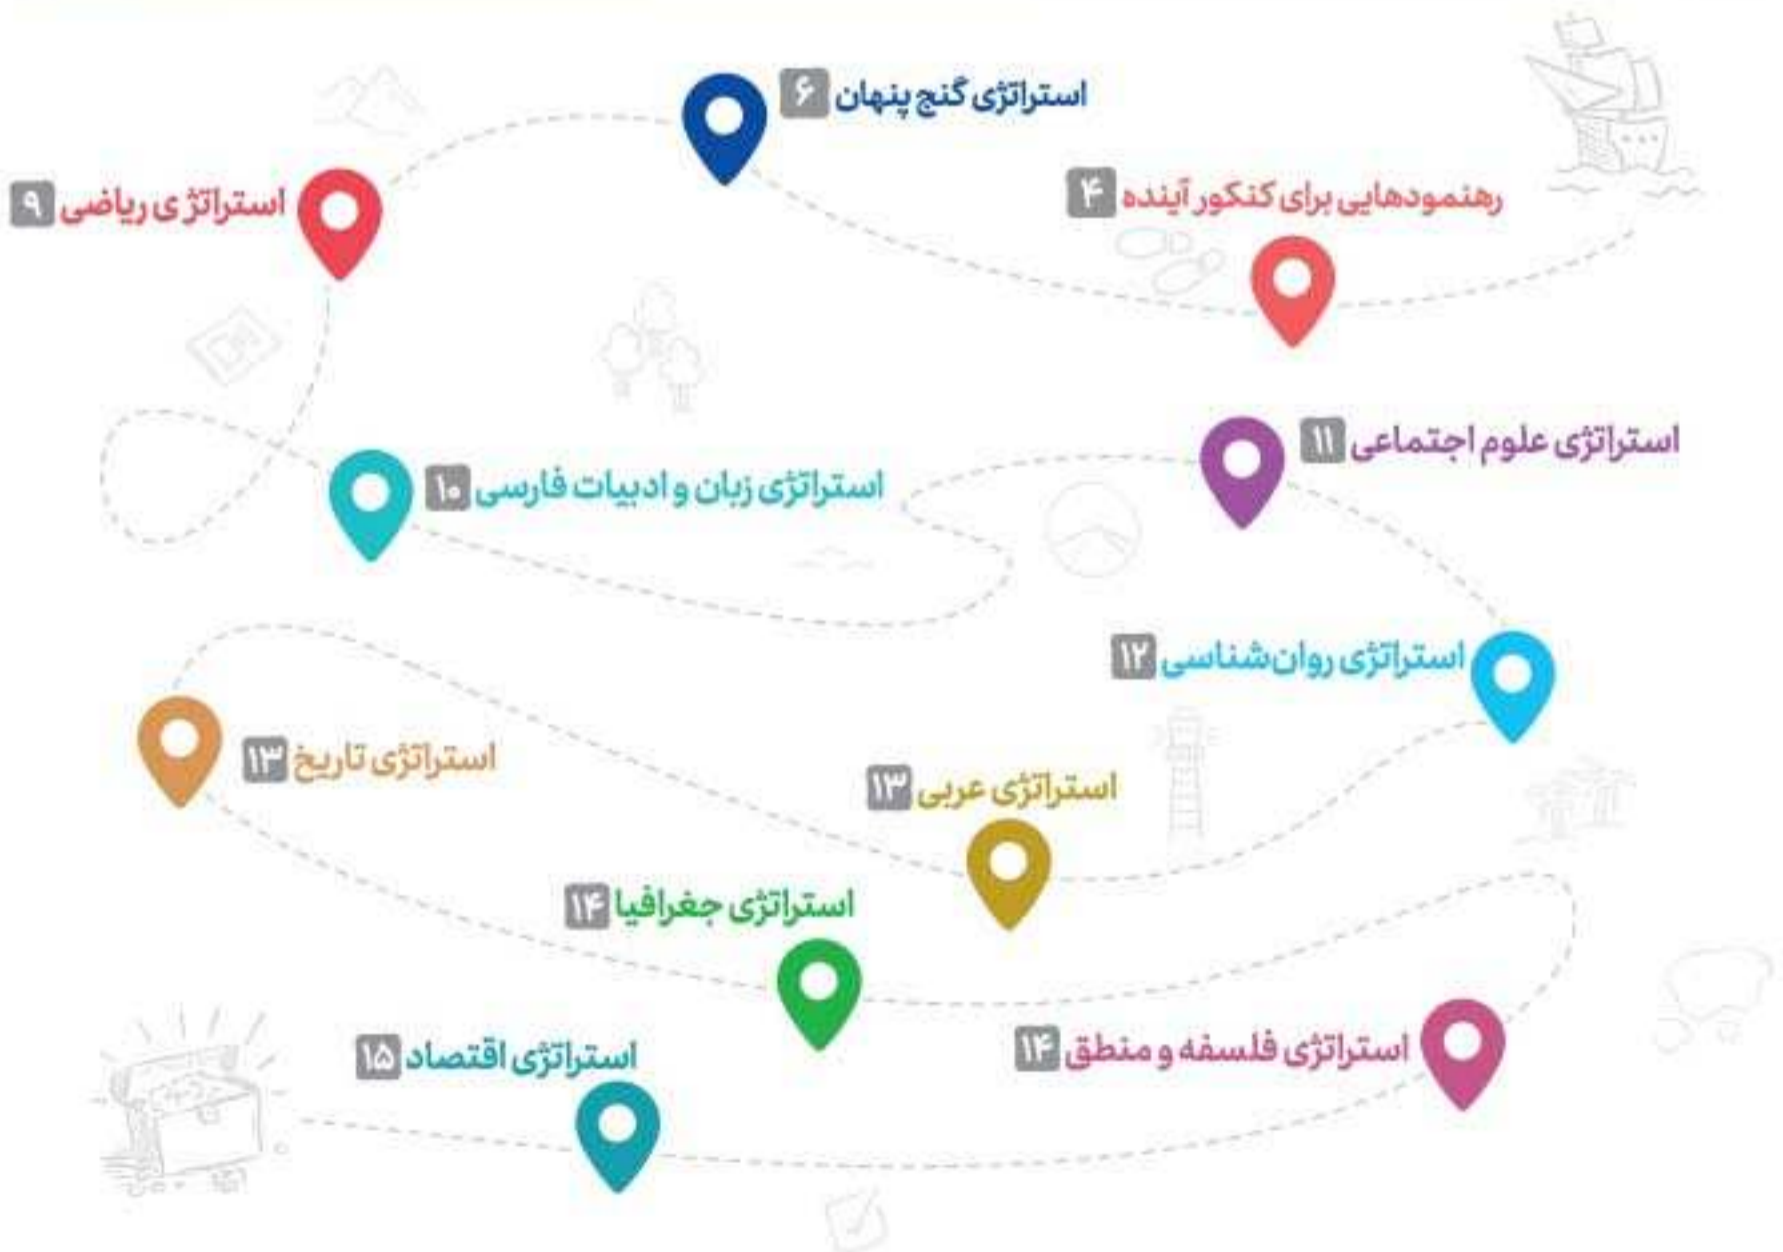 رهنمودهایی برای کنکور آینده ۴
استراتژی گنج پنهان ۶
استراتژی ریاضی ۹
استراتژی زبان و ادبیات فارسی ۱۰
استراتژی علوم اجتماعی ۱۱
استراتژی روان‌شناسی ۱۲
استراتژی عربی ۱۳
استراتژی تاریخ ۱۳
استراتژی جغرافیا ۱۴
استراتژی فلسفه و منطق ۱۴
استراتژی اقتصاد ۱۵